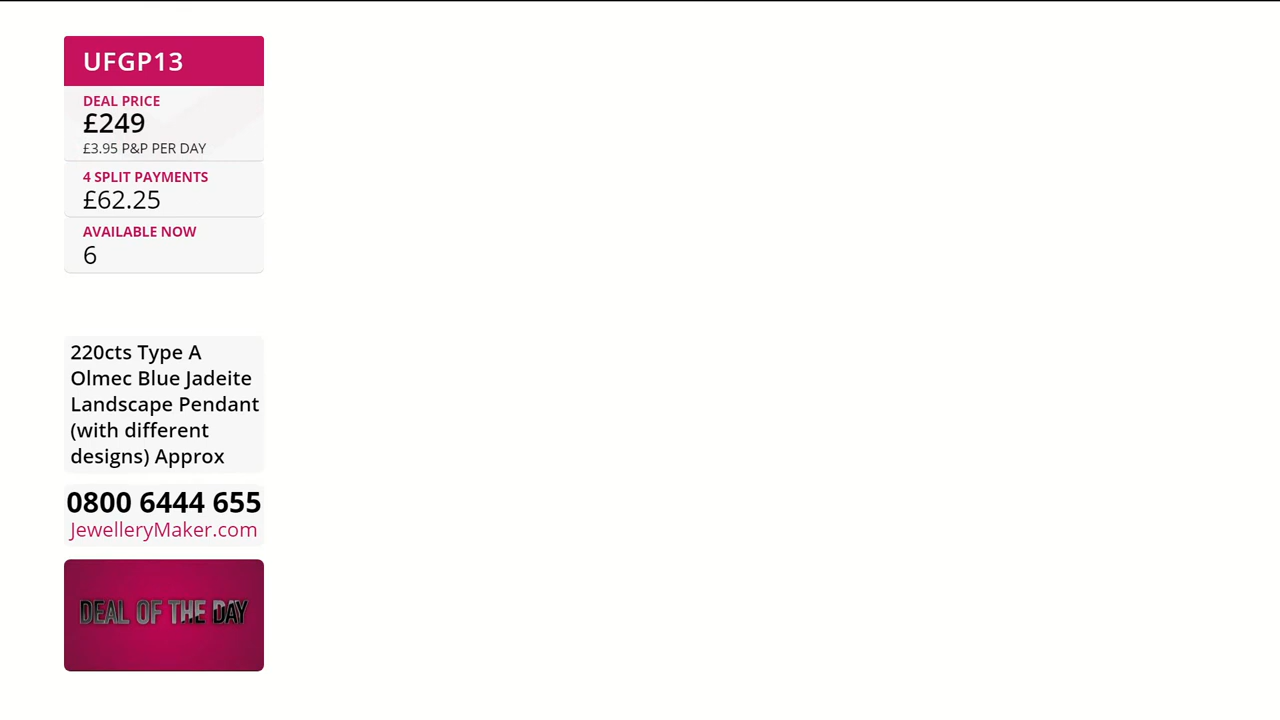 UFGP13
DEAL PRICE
£249
£3.95 P&P PER DAY
4 SPLIT PAYMENTS
£62.25
AVAILABLE NOW
6
220cts Type A
Olmec Blue Jadeite
Landscape Pendant
(with different
designs) Approx
0800 6444 655
JewelleryMaker.com
DEAL OF THE DAY